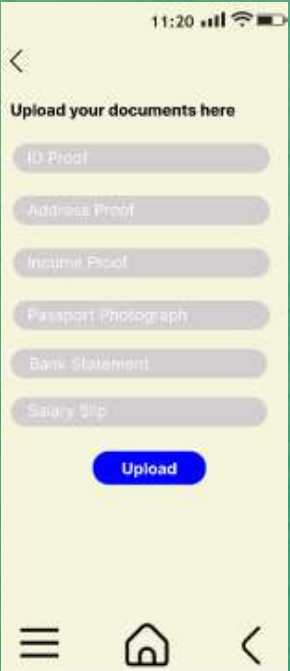 11:20
Upload your documents here
ID Proof
Address Proof
Income Proof
Passport Photograph
Bank Statement
Salary Slip
Upload